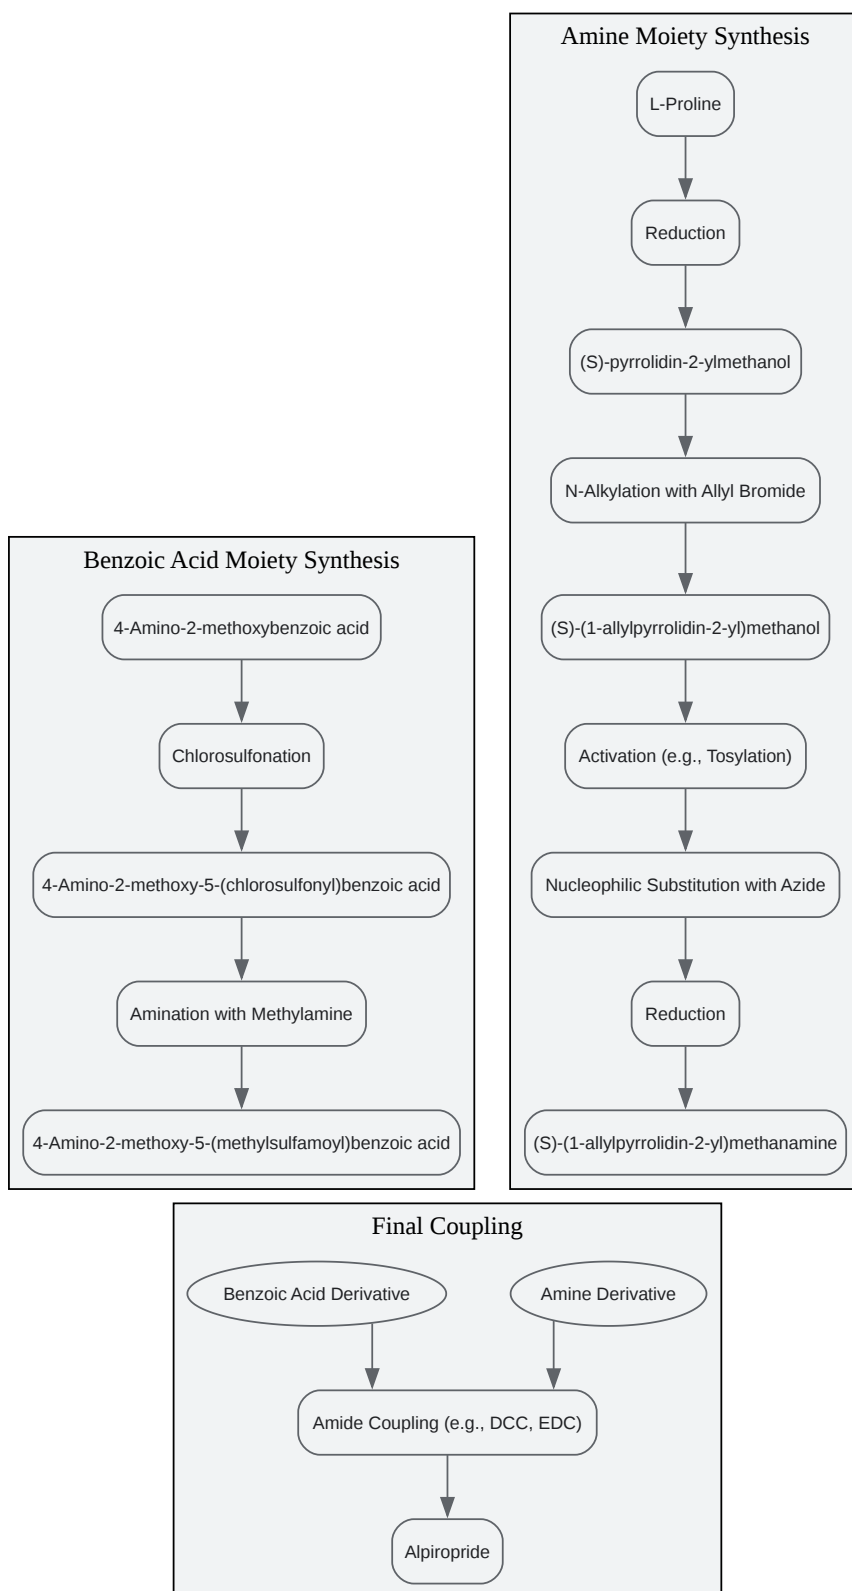 Amine Moiety Synthesis
L-Proline
Reduction
(S)-pyrrolidin-2-ylmethanol
N-Alkylation with Allyl Bromide
(S)-(1-allylpyrrolidin-2-yl)methanol
Activation (e.g., Tosylation)
Nucleophilic Substitution with Azide
Reduction
(S)-(1-allylpyrrolidin-2-yl)methanamine
Benzoic Acid Moiety Synthesis
4-Amino-2-methoxybenzoic acid
Chlorosulfonation
4-Amino-2-methoxy-5-(chlorosulfonyl)benzoic acid
Amination with Methylamine
4-Amino-2-methoxy-5-(methylsulfamoyl)benzoic acid
Final Coupling
Benzoic Acid Derivative
Amine Derivative
Amide Coupling (e.g., DCC, EDC)
Alpiropride